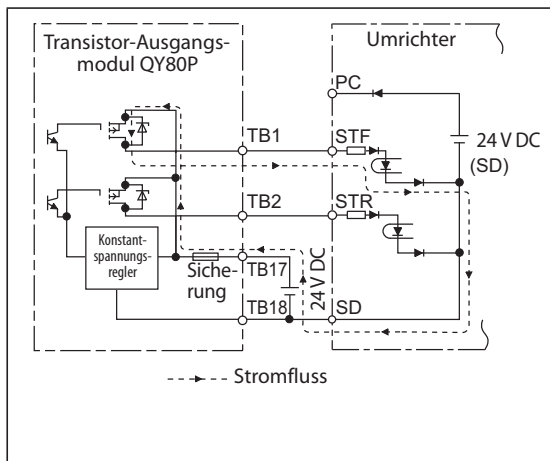 Transistor-Ausgangs-
modul QY80P
Umrichter
PC
TB1
STF
24 V DC
(SD)
TB2
STR
Konstant-
spannungs-
regler
Siche-
rung
TB17
24 V DC
TB18
SD
Stromfluss